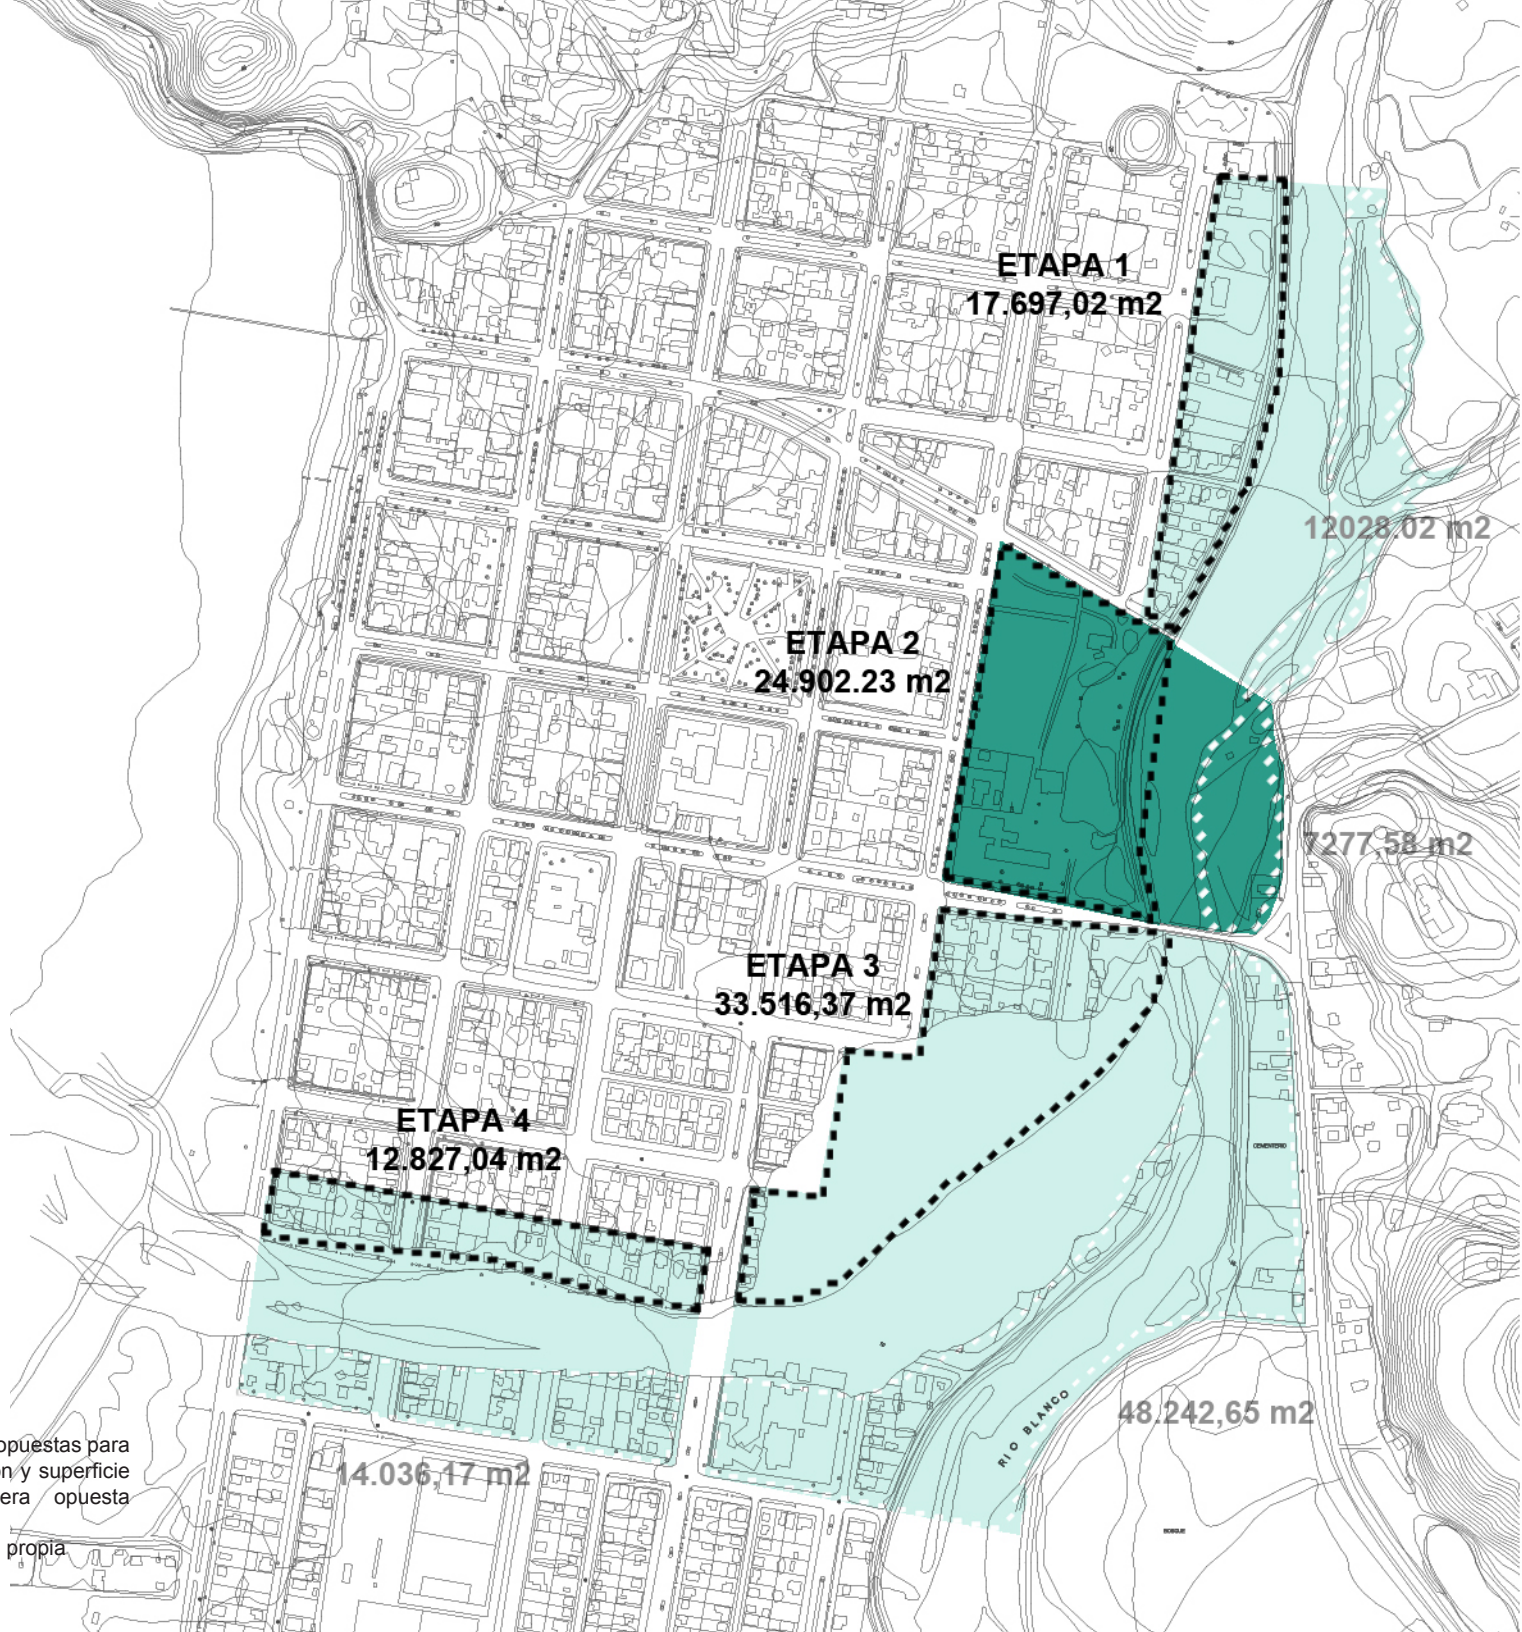 ETAPA 1
17.697,02 m2
12028.02 m2
ETAPA 2
24.902.23 m2
7277,58 m2
ETAPA 3
33.516,37 m2
ETAPA 4
12.827,04 m2
CEMENTERIO
RIO BLANCO
48.242,65 m2
14.036,17 m2
opuestas para
n y superficie
era opuesta
propia
BOSQUE